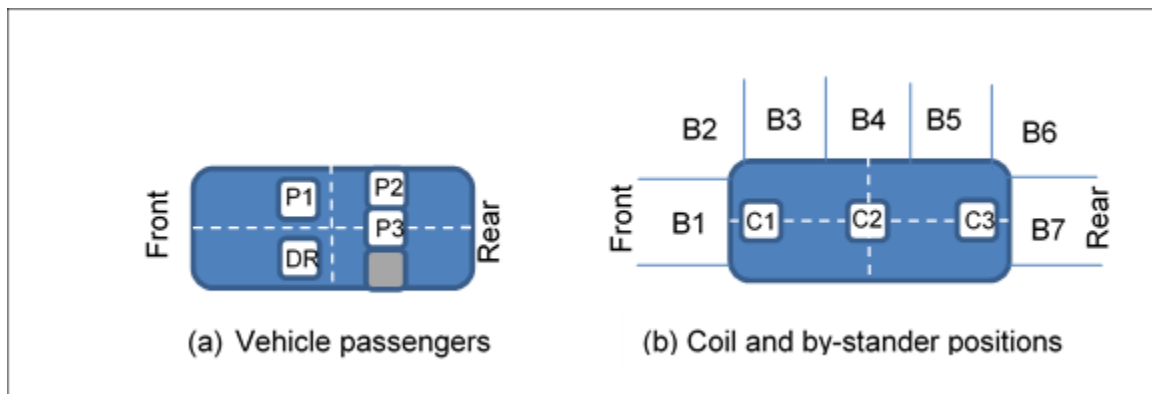 Front
P1
P2
P3
DR
Rear
(a) Vehicle passengers
B2
B3
B4
B5
B6
Front
B1
C1
C2
C3
B7
Rear
(b) Coil and by-stander positions